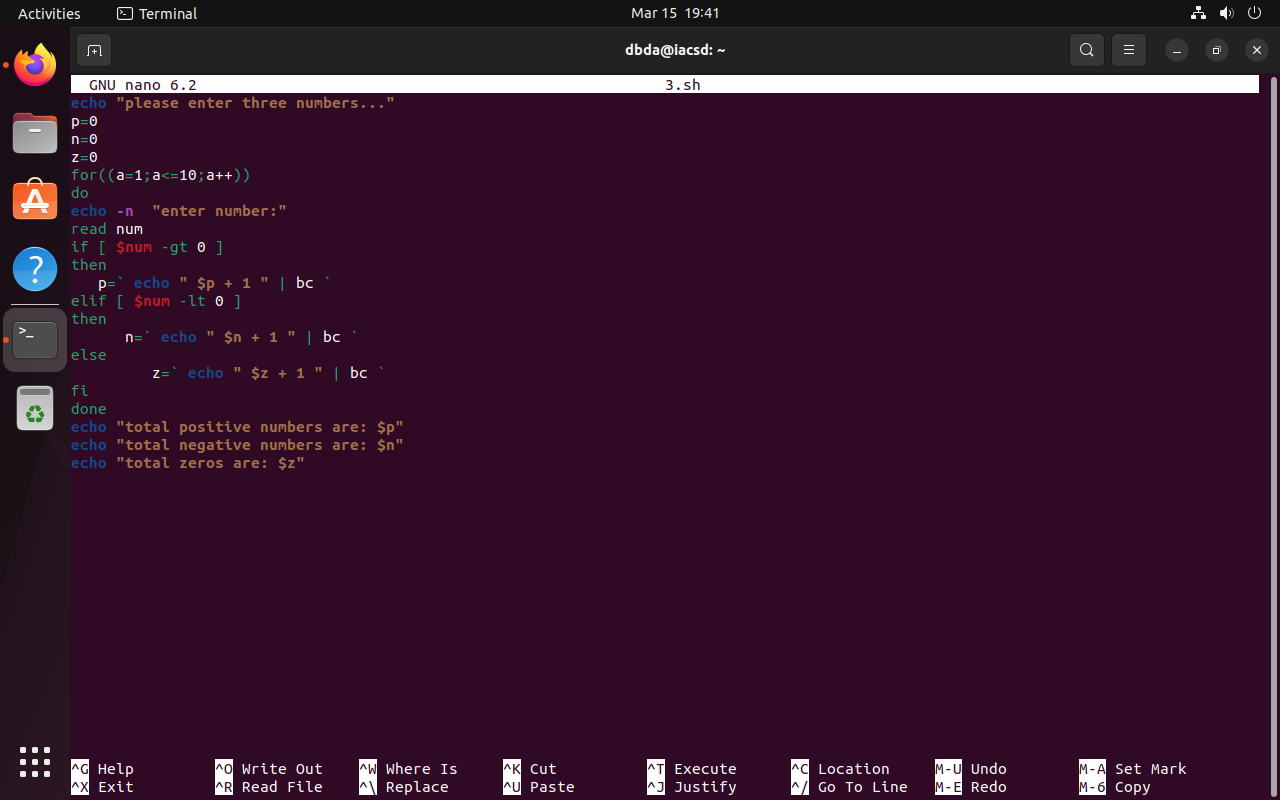 Activities Terminal Mar 15 19:41
dbda@iacsd: ~
GNU nano 6.2 3.sh
echo "please enter three numbers..."
p=0
n=0
z=0
for((a=1;a<=10;a++))
do
echo -n  "enter number:"
read num
if [ $num -gt 0 ]
then
   p=` echo " $p + 1 " | bc `
elif [ $num -lt 0 ]
then
      n=` echo " $n + 1 " | bc `
else
         z=` echo " $z + 1 " | bc `
fi
done
echo "total positive numbers are: $p"
echo "total negative numbers are: $n"
echo "total zeros are: $z"
^G Help ^O Write Out ^W Where Is ^K Cut ^T Execute ^C Location M-U Undo M-A Set Mark
^X Exit ^R Read File ^\ Replace ^U Paste ^J Justify ^/ Go To Line M-E Redo M-6 Copy